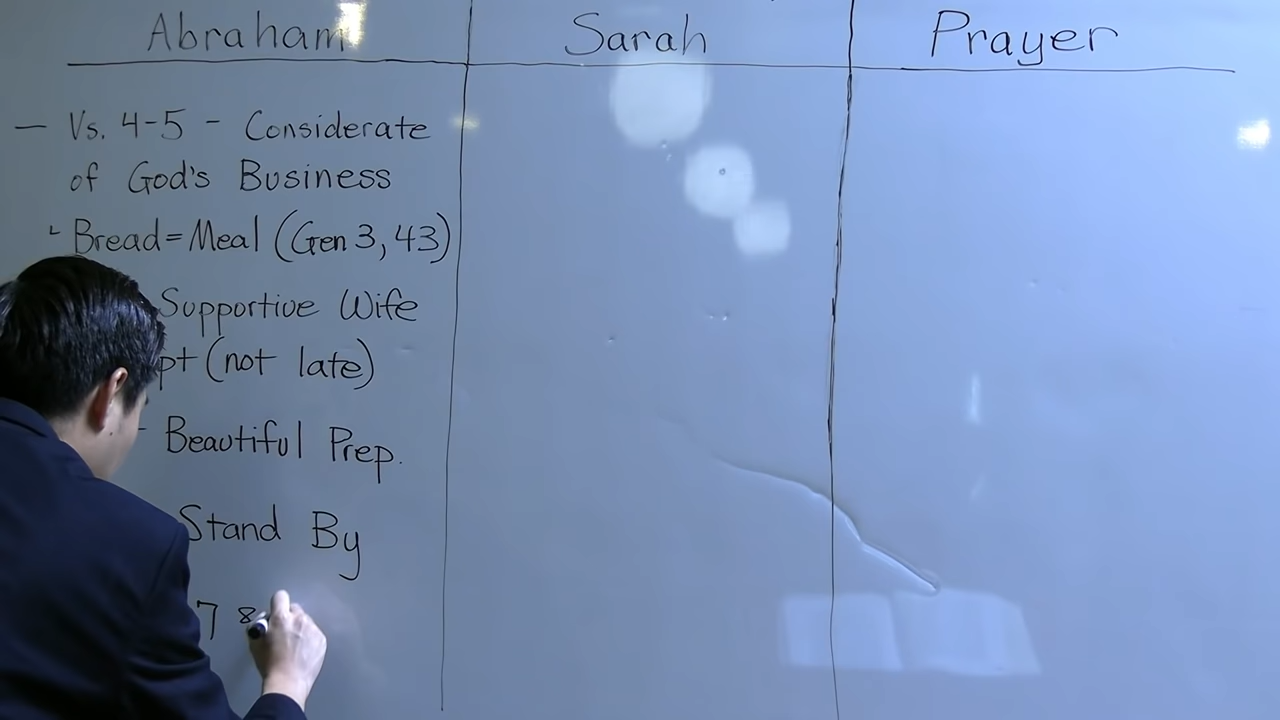 Abraham Sarah Prayer
— Vs. 4-5 - Considerate
of God's Business
Bread = Meal (Gen 3, 43)
Supportive Wife
pt (not late)
- Beautiful Prep.
Stand By
7 8